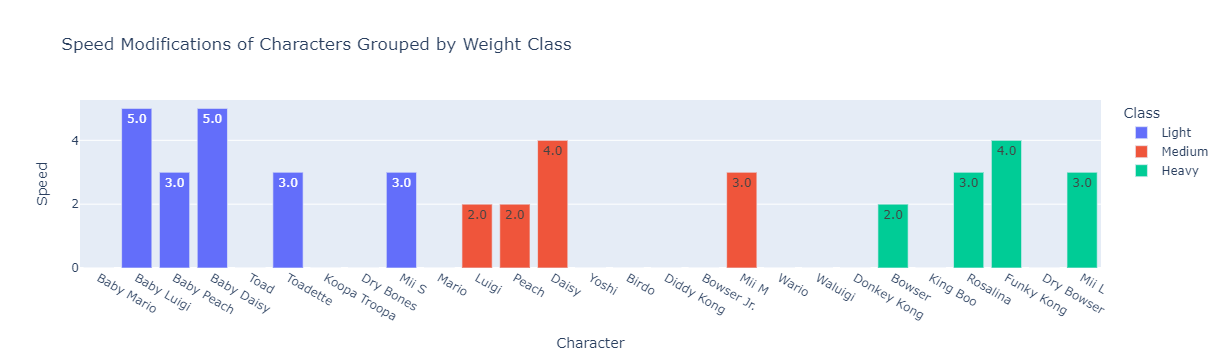 Speed Modifications of Characters Grouped by Weight Class
Class
Light
Medium
Heavy
Speed
4
2
0
5.0
3.0
5.0
3.0
3.0
2.0
2.0
4.0
3.0
2.0
3.0
4.0
3.0
Baby Mario
Baby Luigi
Baby Peach
Baby Daisy
Toad
Toadette
Koopa Troopa
Dry Bones
Mii S
Mario
Luigi
Peach
Daisy
Yoshi
Birdo
Diddy Kong
Bowser Jr.
Mii M
Wario
Waluigi
Donkey Kong
Bowser
King Boo
Rosalina
Funky Kong
Dry Bowser
Mii L
Character